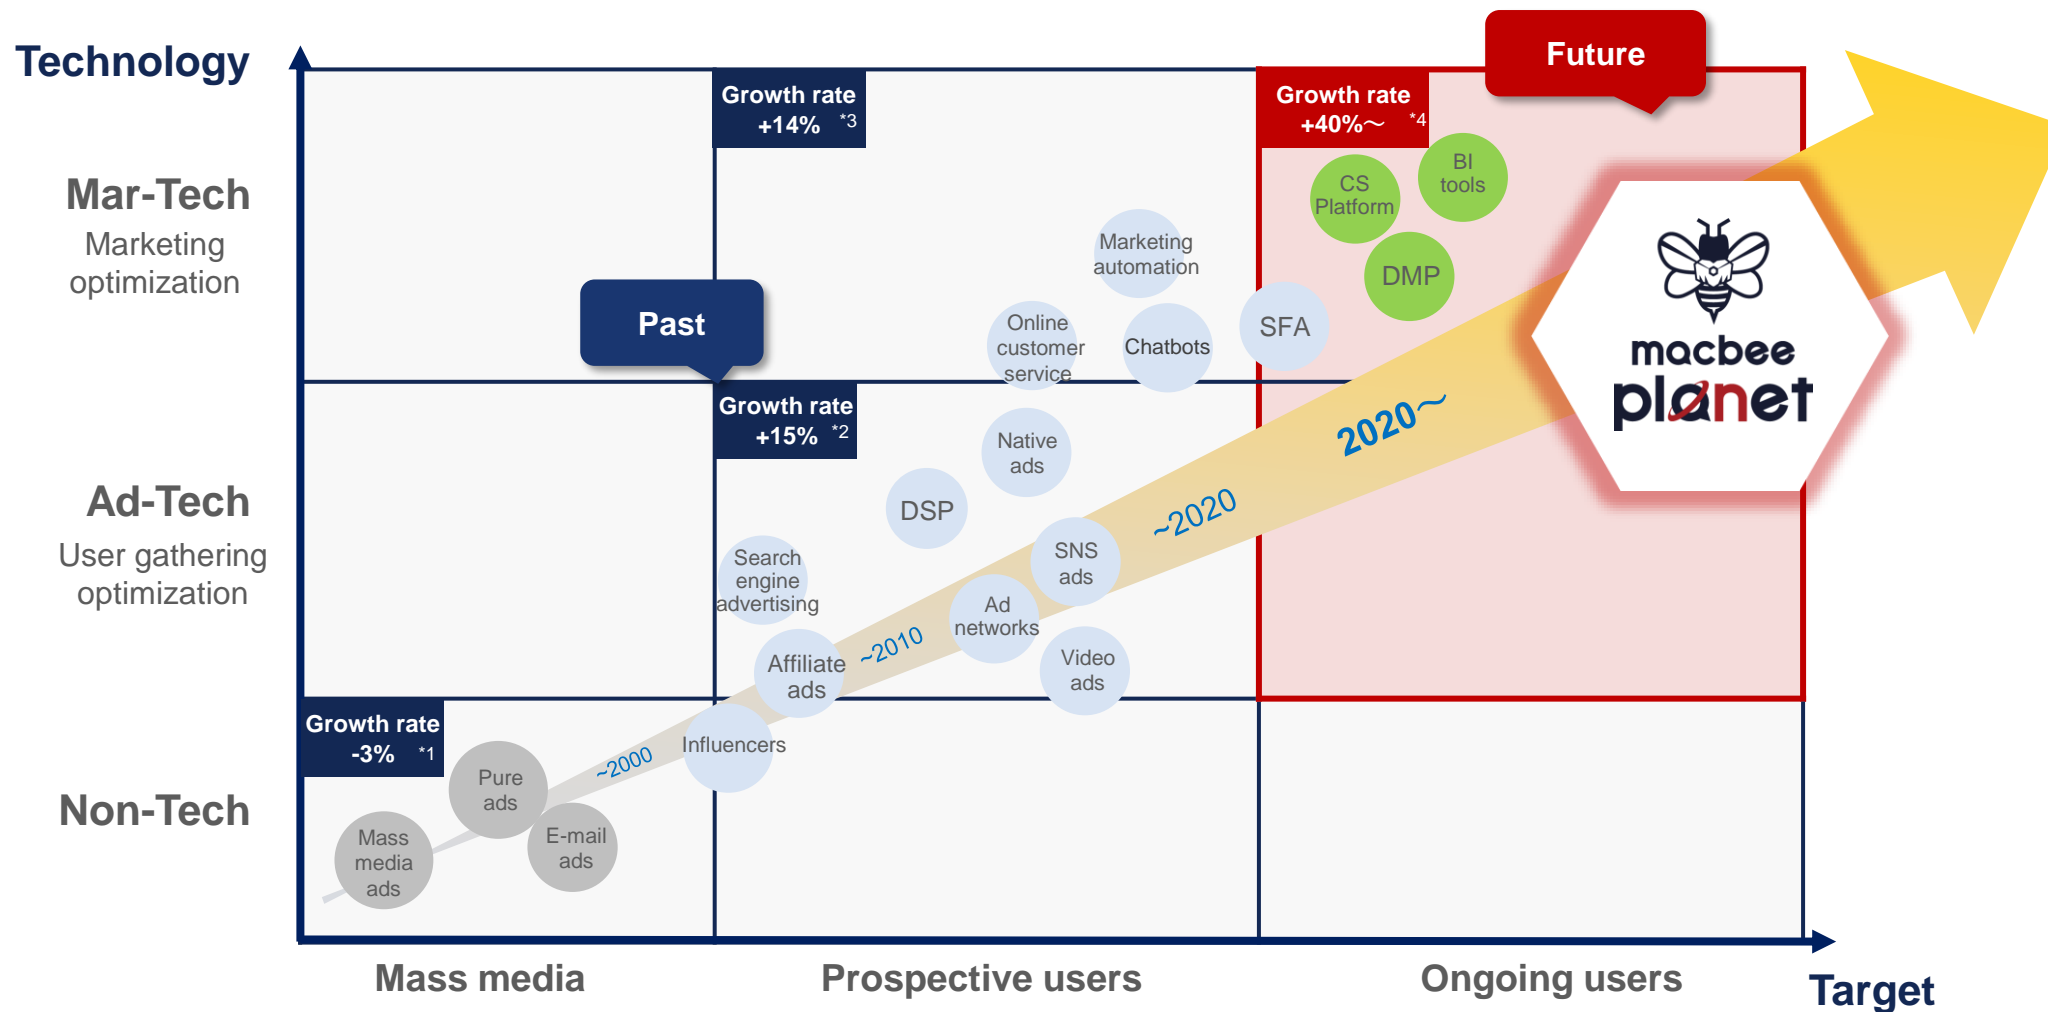 Technology
Future
Growth rate
+14% *3
Growth rate
+40%～ *4
Mar-Tech
Marketing
optimization
BI
tools
CS
Platform
DMP
Marketing
automation
Past
Online
customer
service
Chatbots
SFA
macbee
planet
Growth rate
+15% *2
2020～
Native
ads
DSP
~2020
Ad-Tech
User gathering
optimization
Search
engine
advertising
SNS
ads
Ad
networks
~2010
Affiliate
ads
Video
ads
Growth rate
-3% *1
Influencers
~2000
Pure
ads
Non-Tech
Mass
media
ads
E-mail
ads
Mass media
Prospective users
Ongoing users
Target